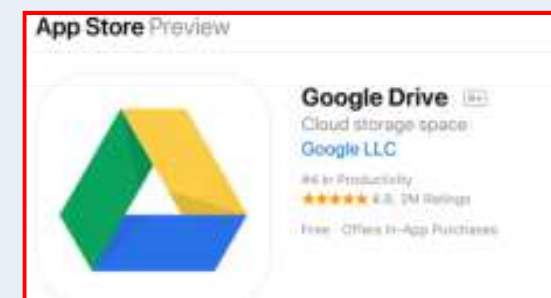 App Store Preview
Google Drive 4+
Cloud storage space
Google LLC
#4 in Productivity
★★★★★ 4.8, 2M Ratings
Free · Offers In-App Purchases